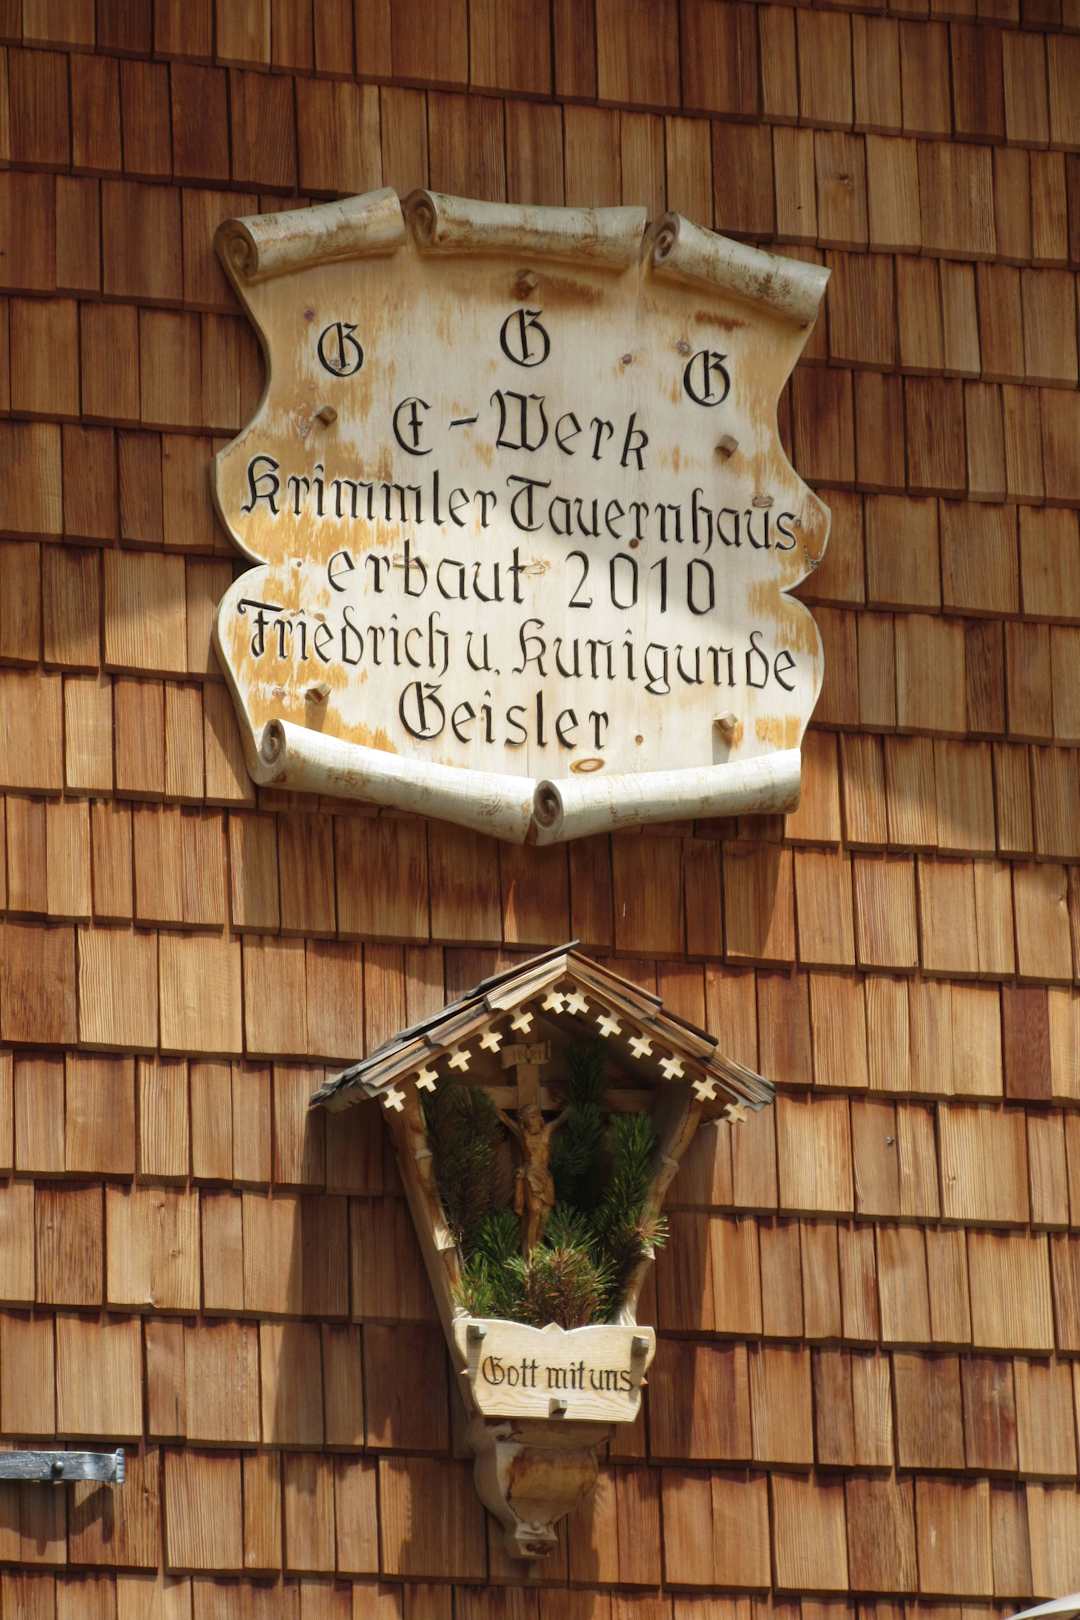 G G G
E-Werk
Krimmler Tauernhaus
erbaut 2010
Friedrich u. Kunigunde
Geisler
Gott mit uns